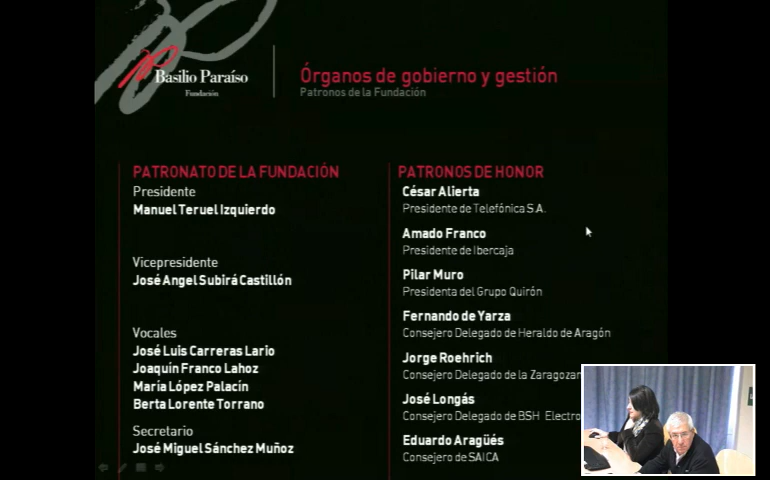 Basilio Paraíso
Fundación
Órganos de gobierno y gestión
Patronos de la Fundación
PATRONATO DE LA FUNDACIÓN
Presidente
Manuel Teruel Izquierdo
Vicepresidente
José Angel Subirá Castillón
Vocales
José Luis Carreras Lario
Joaquín Franco Lahoz
María López Palacín
Berta Lorente Torrano
Secretario
José Miguel Sánchez Muñoz
PATRONOS DE HONOR
César Alierta
Presidente de Telefónica S.A.
Amado Franco
Presidente de Ibercaja
Pilar Muro
Presidenta del Grupo Quirón
Fernando de Yarza
Consejero Delegado de Heraldo de Aragón
Jorge Roehrich
Consejero Delegado de la
José Longás
Consejero Delegado de BSH
Eduardo Aragüés
Consejero de SAICA